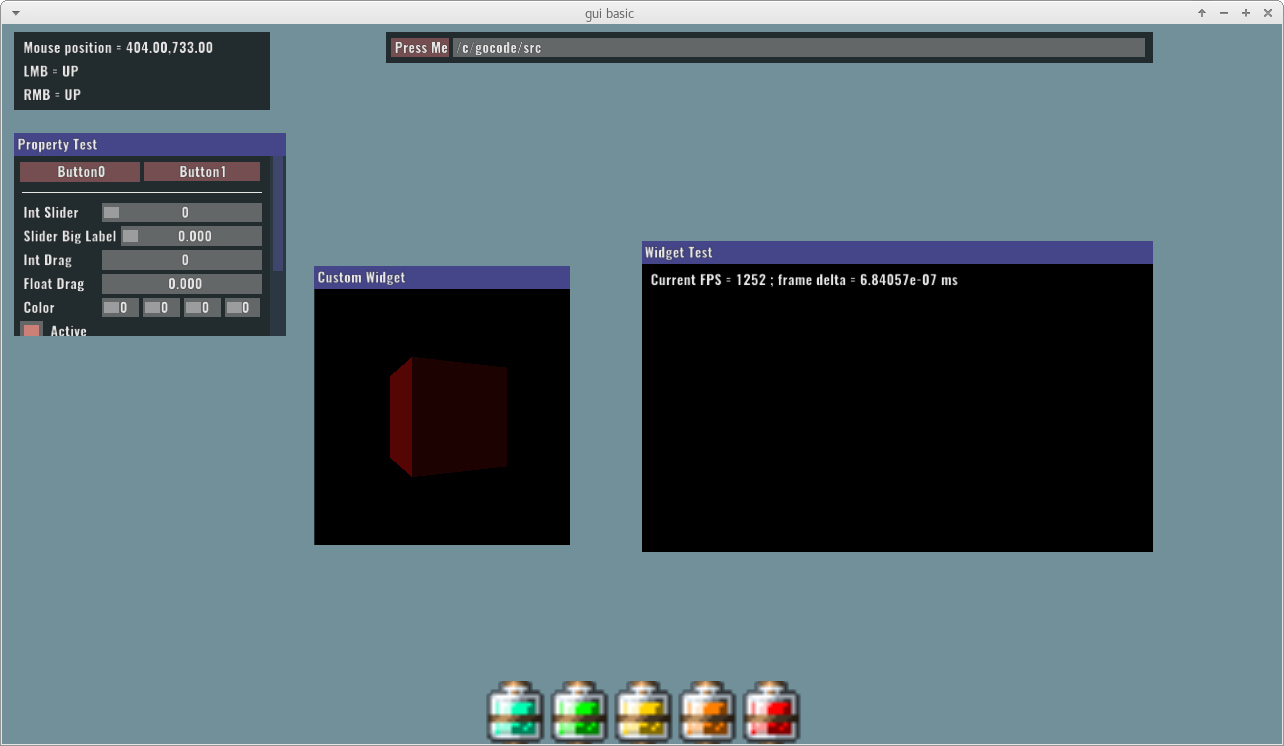 gui basic
Mouse position = 404.00,733.00
LMB = UP
RMB = UP
Press Me /c/gocode/src
Property Test
Button0 Button1
Int Slider 0
Slider Big Label 0.000
Int Drag 0
Float Drag 0.000
Color 0 0 0 0
Active
Custom Widget
Widget Test
Current FPS = 1252 ; frame delta = 6.84057e-07 ms